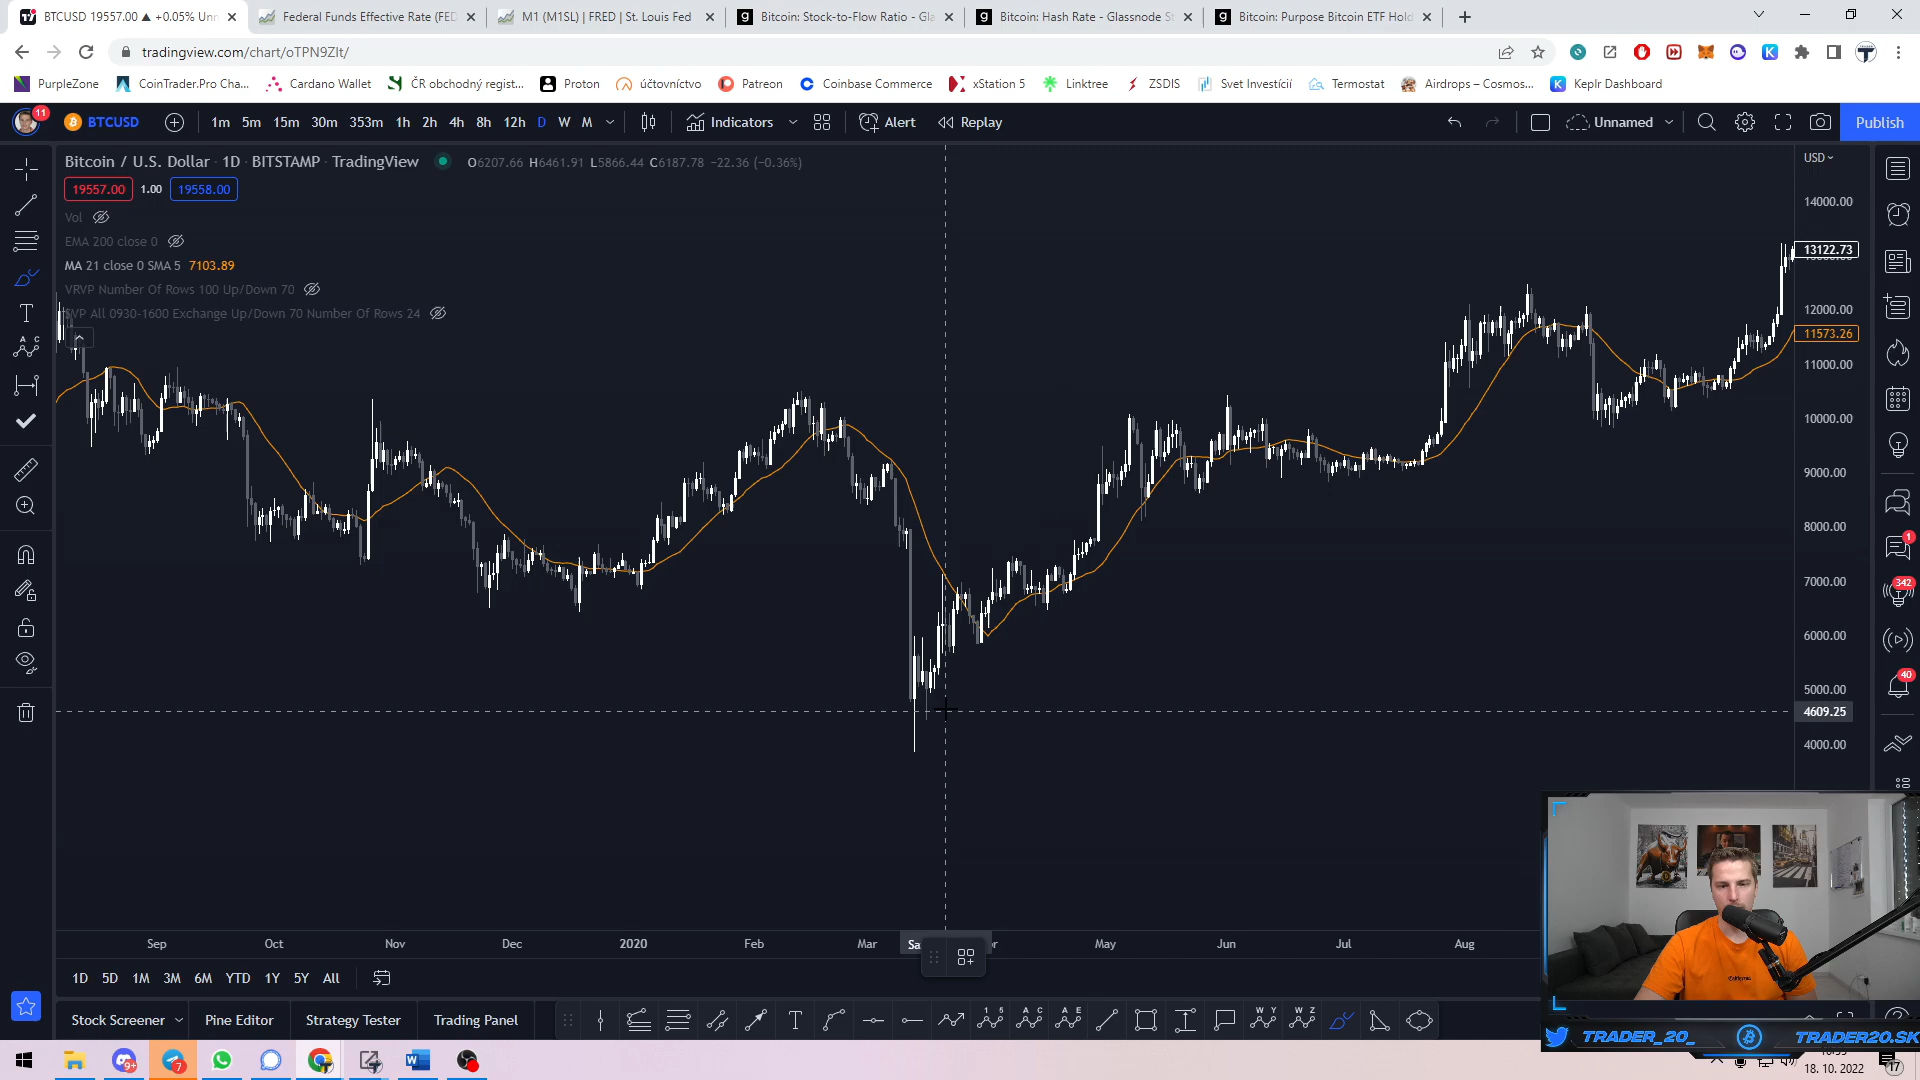 BTCUSD 19557.00 ▲ +0.05% Unn
Federal Funds Effective Rate (FED
M1 (M1SL) | FRED | St. Louis Fed
Bitcoin: Stock-to-Flow Ratio - Gla
Bitcoin: Hash Rate - Glassnode St
Bitcoin: Purpose Bitcoin ETF Hold
tradingview.com/chart/oTPN9ZIt/
PurpleZone
CoinTrader.Pro Cha...
Cardano Wallet
ČR obchodný regist...
Proton
účtovníctvo
Patreon
Coinbase Commerce
xStation 5
Linktree
ZSDIS
Svet Investícií
Termostat
Airdrops – Cosmos...
Keplr Dashboard
11
BTCUSD
1m 5m 15m 30m 353m 1h 2h 4h 8h 12h D W M
Indicators
Alert
Replay
Unnamed
Publish
Bitcoin / U.S. Dollar · 1D · BITSTAMP · TradingView
O6207.66 H6461.91 L5866.44 C6187.78 −22.36 (−0.36%)
USD
19557.00 1.00 19558.00
Vol
EMA 200 close 0
MA 21 close 0 SMA 5 7103.89
VRVP Number Of Rows 100 Up/Down 70
VP All 0930-1600 Exchange Up/Down 70 Number Of Rows 24
14000.00
13122.73
12000.00
11573.26
11000.00
10000.00
9000.00
8000.00
7000.00
6000.00
5000.00
4609.25
4000.00
1
342
40
Sep Oct Nov Dec 2020 Feb Mar Sa May Jun Jul Aug
1D 5D 1M 3M 6M YTD 1Y 5Y All
Stock Screener
Pine Editor
Strategy Tester
Trading Panel
TRADER_20_
TRADER20.SK
9+
7
18. 10. 2022
17